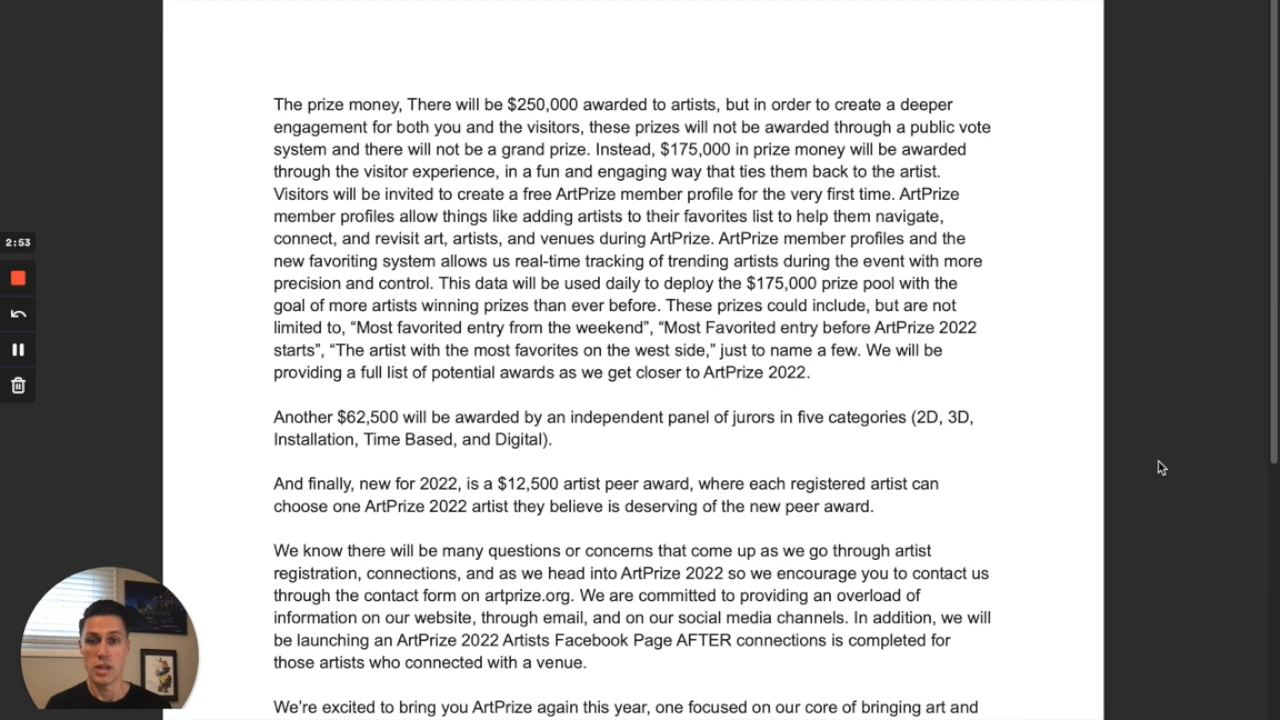 The prize money, There will be $250,000 awarded to artists, but in order to create a deeper
engagement for both you and the visitors, these prizes will not be awarded through a public vote
system and there will not be a grand prize. Instead, $175,000 in prize money will be awarded
through the visitor experience, in a fun and engaging way that ties them back to the artist.
Visitors will be invited to create a free ArtPrize member profile for the very first time. ArtPrize
member profiles allow things like adding artists to their favorites list to help them navigate,
connect, and revisit art, artists, and venues during ArtPrize. ArtPrize member profiles and the
new favoriting system allows us real-time tracking of trending artists during the event with more
precision and control. This data will be used daily to deploy the $175,000 prize pool with the
goal of more artists winning prizes than ever before. These prizes could include, but are not
limited to, “Most favorited entry from the weekend”, “Most Favorited entry before ArtPrize 2022
starts”, “The artist with the most favorites on the west side,” just to name a few. We will be
providing a full list of potential awards as we get closer to ArtPrize 2022.
Another $62,500 will be awarded by an independent panel of jurors in five categories (2D, 3D,
Installation, Time Based, and Digital).
And finally, new for 2022, is a $12,500 artist peer award, where each registered artist can
choose one ArtPrize 2022 artist they believe is deserving of the new peer award.
We know there will be many questions or concerns that come up as we go through artist
registration, connections, and as we head into ArtPrize 2022 so we encourage you to contact us
through the contact form on artprize.org. We are committed to providing an overload of
information on our website, through email, and on our social media channels. In addition, we will
be launching an ArtPrize 2022 Artists Facebook Page AFTER connections is completed for
those artists who connected with a venue.
We’re excited to bring you ArtPrize again this year, one focused on our core of bringing art and
2:53